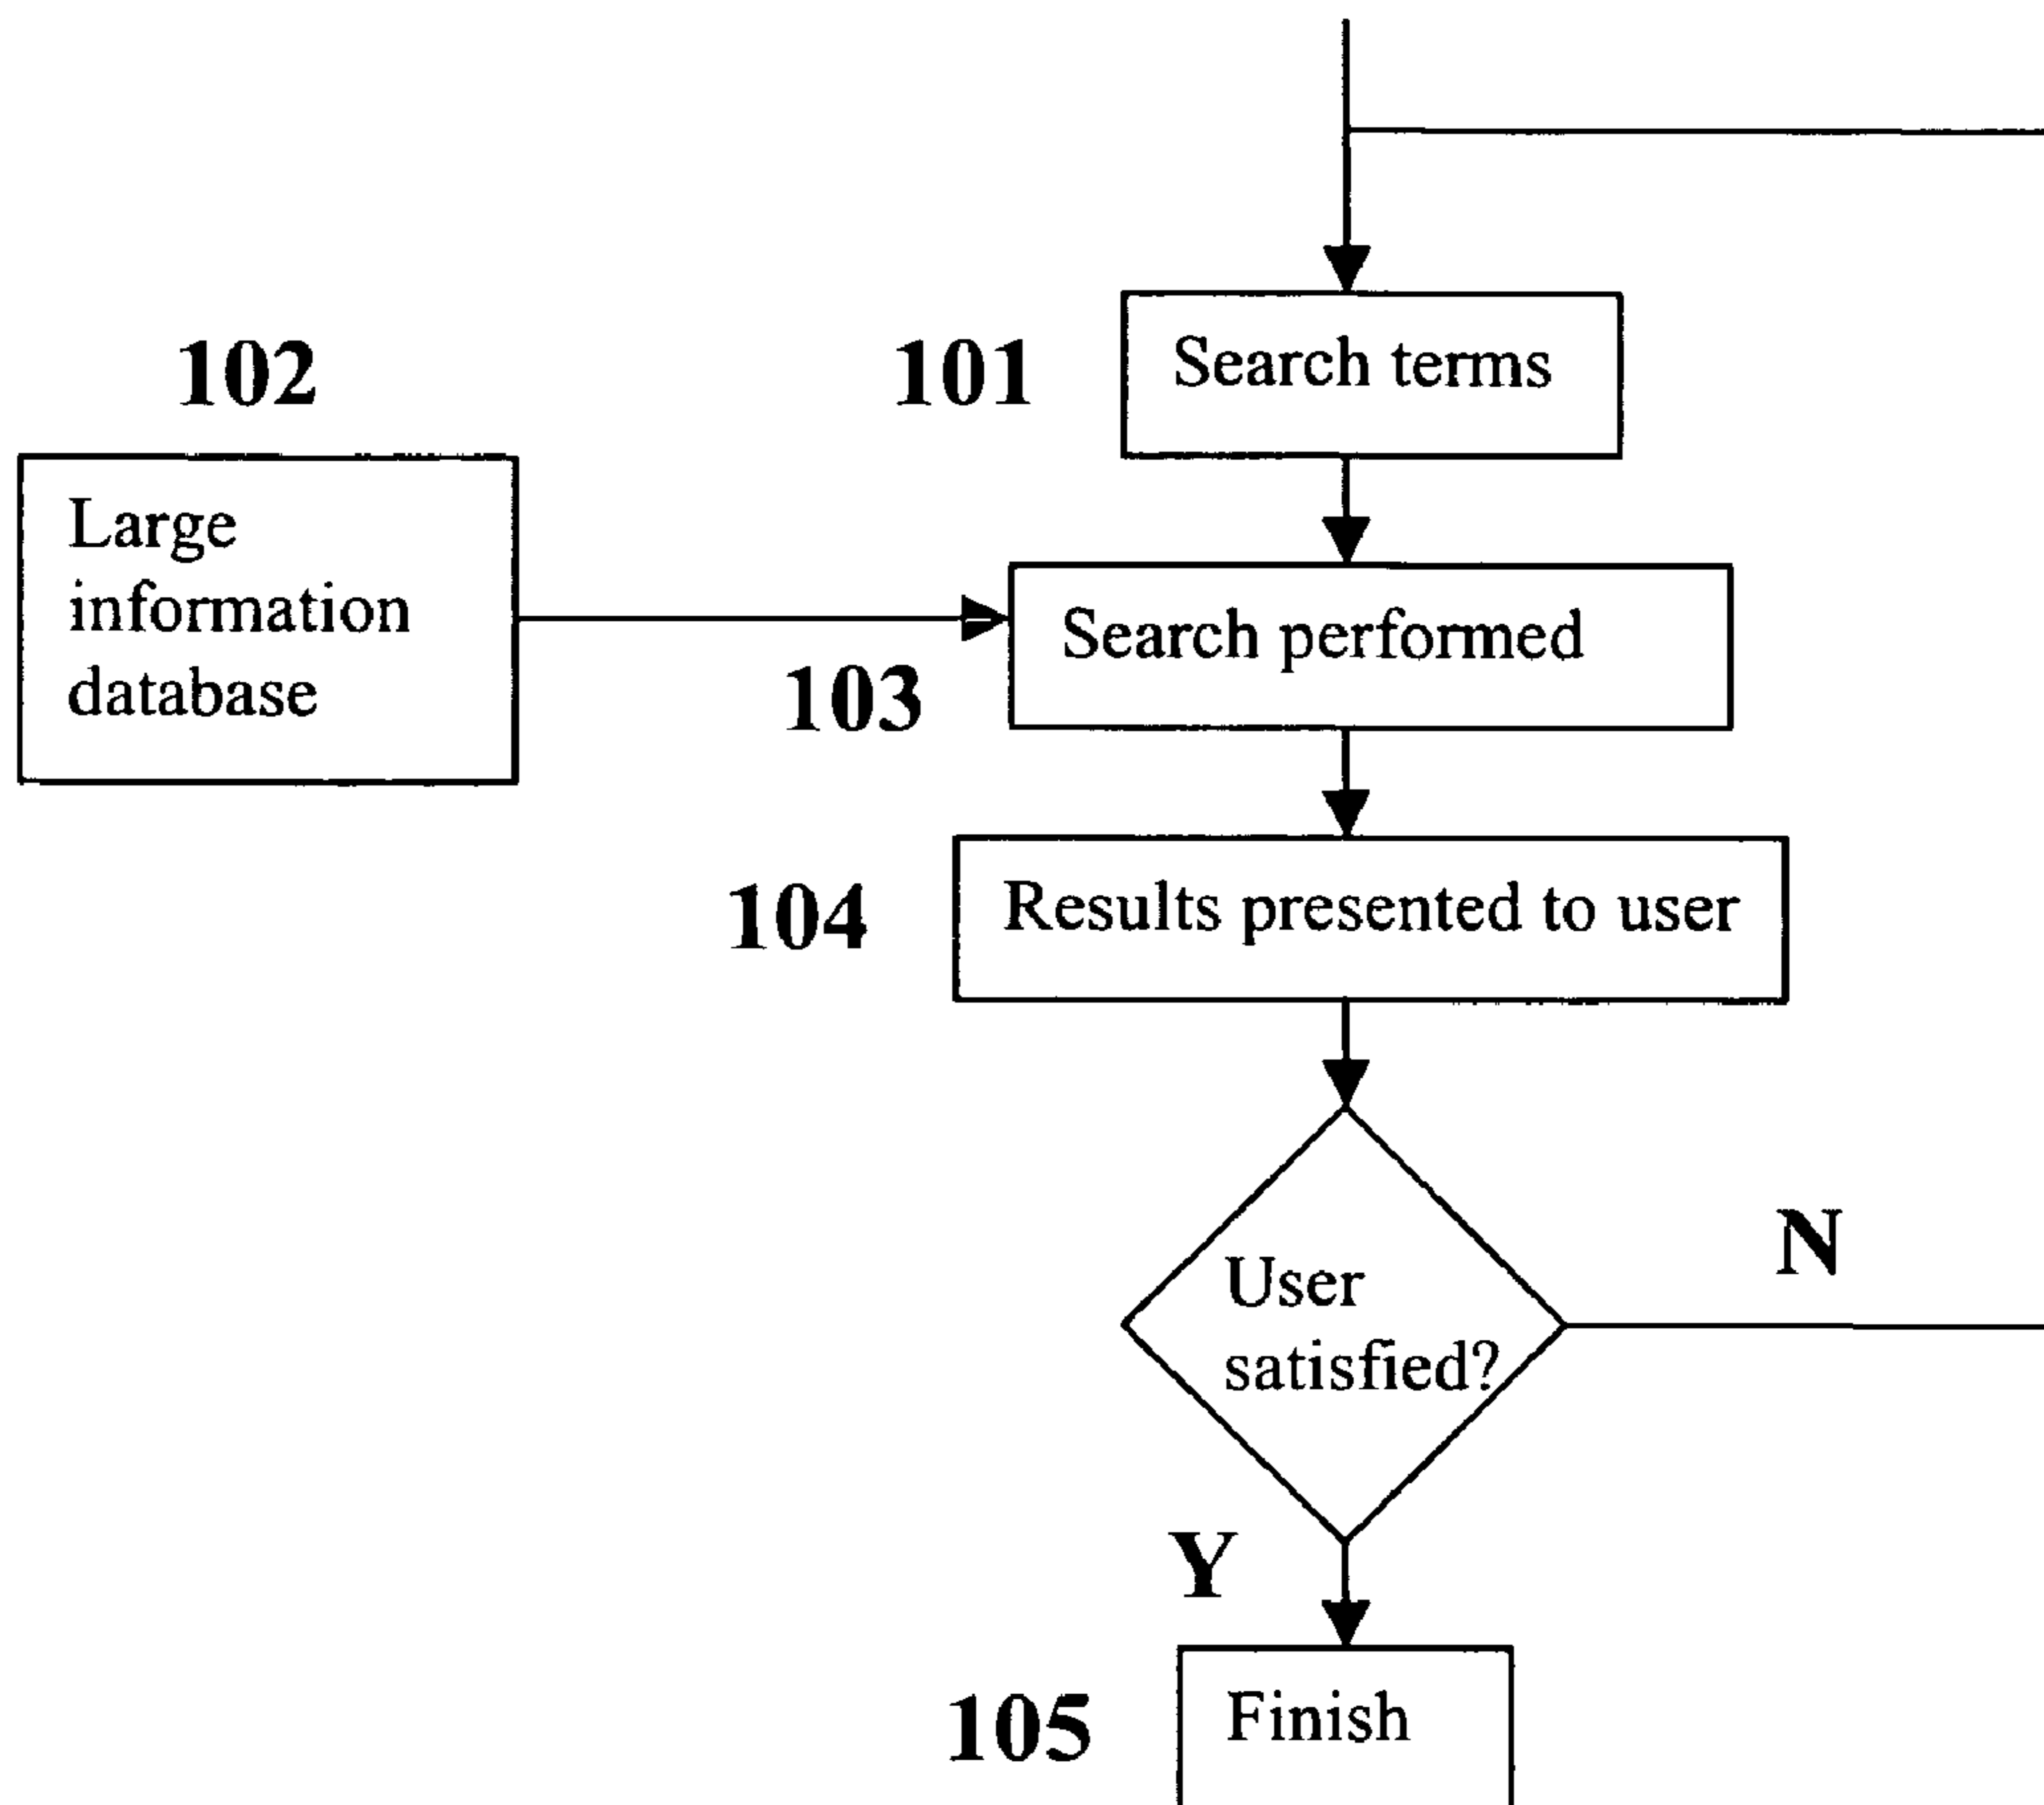 102
101
Search terms
Large
information
database
103
Search performed
104
Results presented to user
User
satisfied?
N
Y
105
Finish